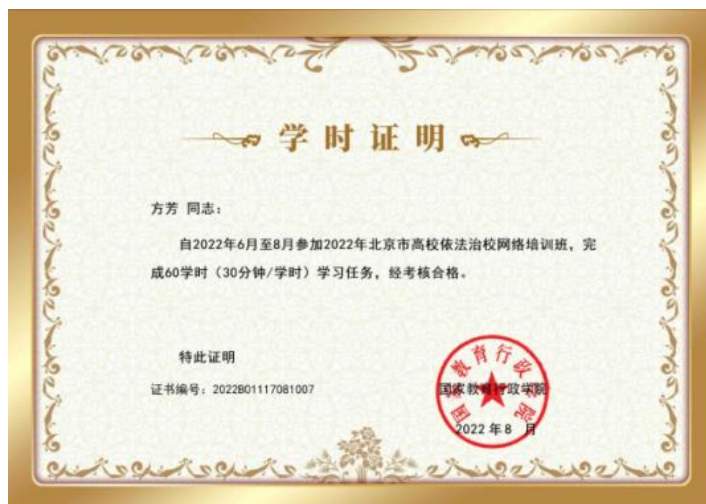 学时证明
方芳 同志:
自2022年6月至8月参加2022年北京市高校依法治校网络培训班,完
成60学时(30分钟/学时)学习任务,经考核合格。
特此证明
证书编号:2022B01117081007
国家教育行政学院
国家教育行政学院
2022年8 月